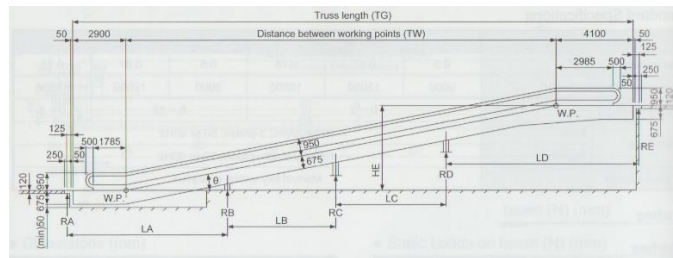 Truss length (TG)
50 2900 Distance between working points (TW) 4100 50
125
2985 500
50 250
W.P.
950
120
675
125
500 1785
950
675
250 50
HE
θ
120
950
W.P.
675
50
(min)
RA
RB
RC
RD
RE
LA
LB
LC
LD